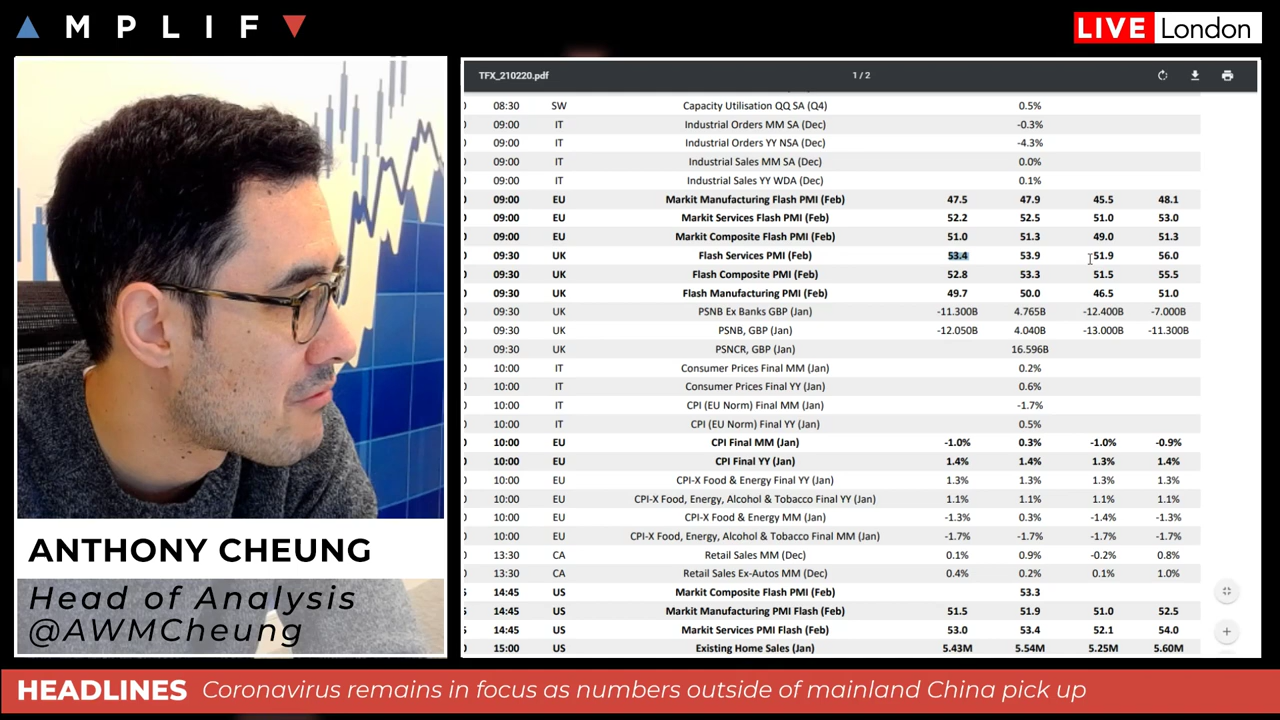 ▲ M P L I F ▼
LIVE London
TFX_210220.pdf 1 / 2
08:30 SW Capacity Utilisation QQ SA (Q4) 0.5%
09:00 IT Industrial Orders MM SA (Dec) -0.3%
09:00 IT Industrial Orders YY NSA (Dec) -4.3%
09:00 IT Industrial Sales MM SA (Dec) 0.0%
09:00 IT Industrial Sales YY WDA (Dec) 0.1%
09:00 EU Markit Manufacturing Flash PMI (Feb) 47.5 47.9 45.5 48.1
09:00 EU Markit Services Flash PMI (Feb) 52.2 52.5 51.0 53.0
09:00 EU Markit Composite Flash PMI (Feb) 51.0 51.3 49.0 51.3
09:30 UK Flash Services PMI (Feb) 53.4 53.9 51.9 56.0
09:30 UK Flash Composite PMI (Feb) 52.8 53.3 51.5 55.5
09:30 UK Flash Manufacturing PMI (Feb) 49.7 50.0 46.5 51.0
09:30 UK PSNB Ex Banks GBP (Jan) -11.300B 4.765B -12.400B -7.000B
09:30 UK PSNB, GBP (Jan) -12.050B 4.040B -13.000B -11.300B
09:30 UK PSNCR, GBP (Jan) 16.596B
10:00 IT Consumer Prices Final MM (Jan) 0.2%
10:00 IT Consumer Prices Final YY (Jan) 0.6%
10:00 IT CPI (EU Norm) Final MM (Jan) -1.7%
10:00 IT CPI (EU Norm) Final YY (Jan) 0.5%
10:00 EU CPI Final MM (Jan) -1.0% 0.3% -1.0% -0.9%
10:00 EU CPI Final YY (Jan) 1.4% 1.4% 1.3% 1.4%
10:00 EU CPI-X Food & Energy Final YY (Jan) 1.3% 1.3% 1.3% 1.3%
10:00 EU CPI-X Food, Energy, Alcohol & Tobacco Final YY (Jan) 1.1% 1.1% 1.1% 1.1%
10:00 EU CPI-X Food & Energy MM (Jan) -1.3% 0.3% -1.4% -1.3%
10:00 EU CPI-X Food, Energy, Alcohol & Tobacco Final MM (Jan) -1.7% -1.7% -1.7% -1.7%
13:30 CA Retail Sales MM (Dec) 0.1% 0.9% -0.2% 0.8%
13:30 CA Retail Sales Ex-Autos MM (Dec) 0.4% 0.2% 0.1% 1.0%
14:45 US Markit Composite Flash PMI (Feb) 53.3
14:45 US Markit Manufacturing PMI Flash (Feb) 51.5 51.9 51.0 52.5
14:45 US Markit Services PMI Flash (Feb) 53.0 53.4 52.1 54.0
15:00 US Existing Home Sales (Jan) 5.43M 5.54M 5.25M 5.60M
ANTHONY CHEUNG
Head of Analysis
@AWMCheung
HEADLINES Coronavirus remains in focus as numbers outside of mainland China pick up